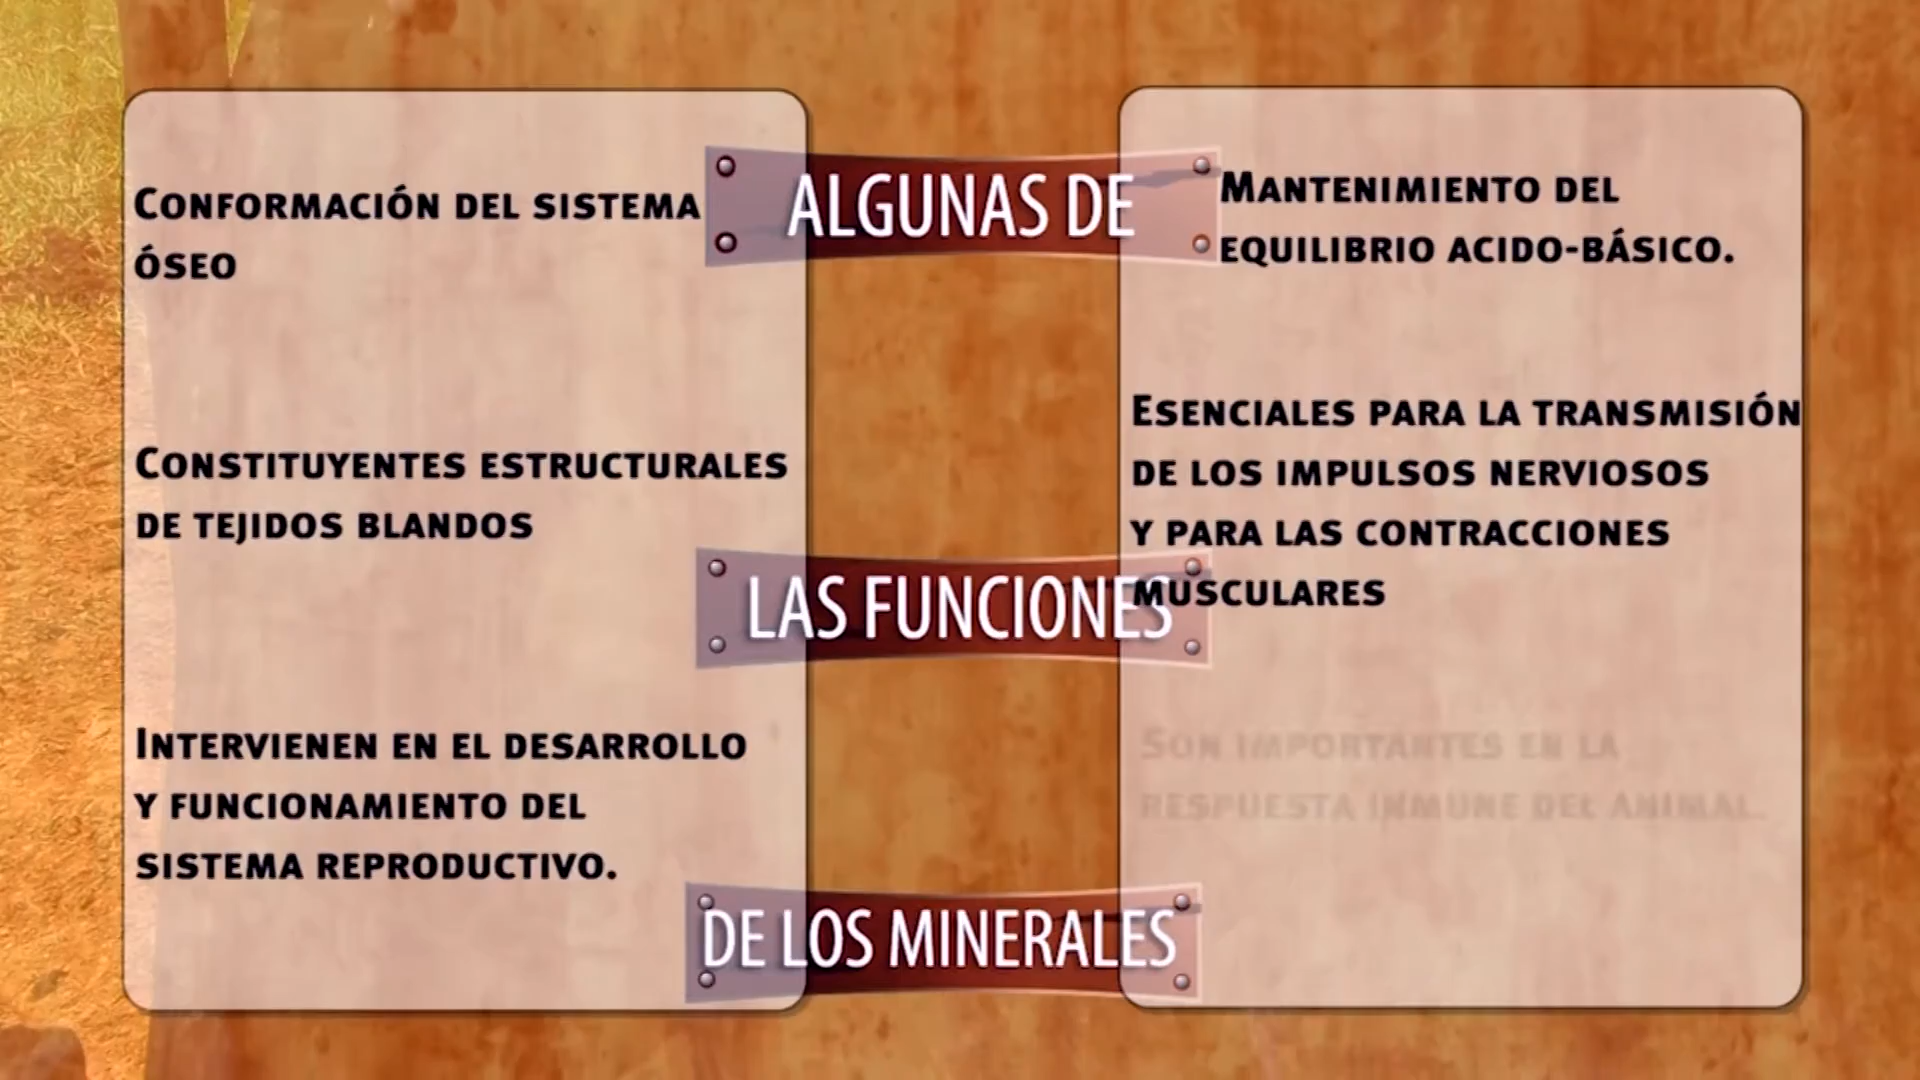 ALGUNAS DE
LAS FUNCIONES
DE LOS MINERALES
CONFORMACIÓN DEL SISTEMA
ÓSEO
CONSTITUYENTES ESTRUCTURALES
DE TEJIDOS BLANDOS
INTERVIENEN EN EL DESARROLLO
Y FUNCIONAMIENTO DEL
SISTEMA REPRODUCTIVO.
MANTENIMIENTO DEL
EQUILIBRIO ACIDO-BÁSICO.
ESENCIALES PARA LA TRANSMISIÓN
DE LOS IMPULSOS NERVIOSOS
Y PARA LAS CONTRACCIONES
MUSCULARES
SON IMPORTANTES EN LA
RESPUESTA INMUNE DEL ANIMAL.